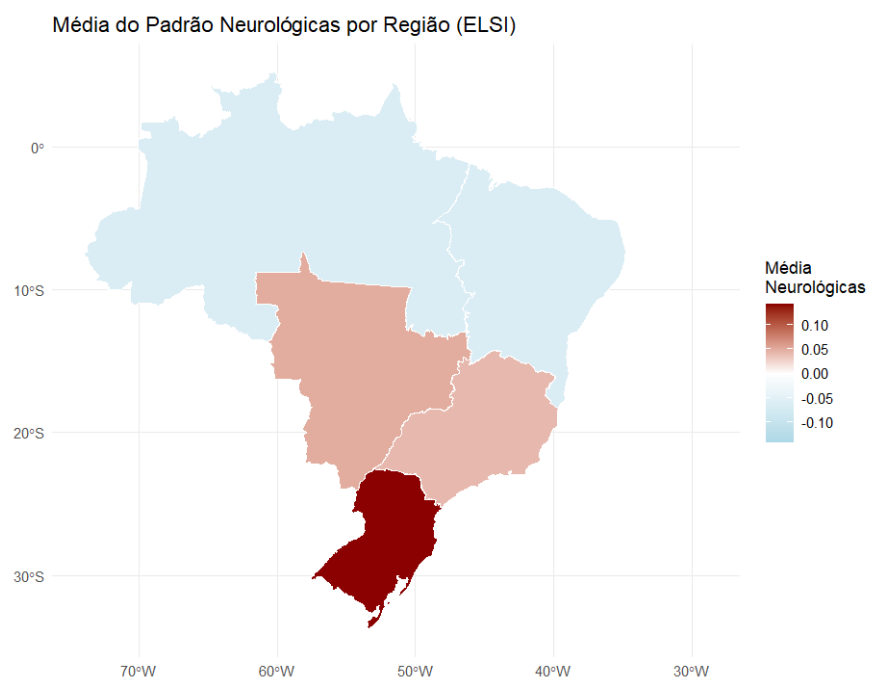 Média do Padrão Neurológicas por Região (ELSI)
0°
10°S
20°S
30°S
70°W
60°W
50°W
40°W
30°W
Média
Neurológicas
0.10
0.05
0.00
-0.05
-0.10